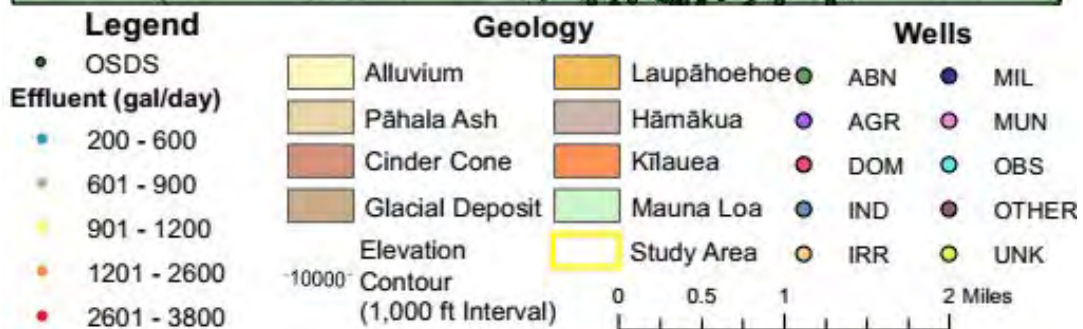 Legend
OSDS
Effluent (gal/day)
200 - 600
601 - 900
901 - 1200
1201 - 2600
2601 - 3800
Geology
Alluvium
Pāhala Ash
Cinder Cone
Glacial Deposit
10000
Elevation
Contour
(1,000 ft Interval)
Laupāhoehoe
Hāmākua
Kīlauea
Mauna Loa
Study Area
Wells
ABN
AGR
DOM
IND
IRR
MIL
MUN
OBS
OTHER
UNK
0 0.5 1 2 Miles